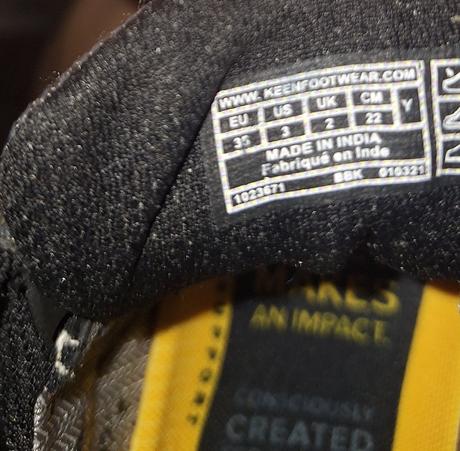 WWW.KEENFOOTWEAR.COM
EU US UK CM Y
35 3 2 22
MADE IN INDIA
Fabriqué en Inde
1023671 BBK 010321
MAKES
AN IMPACT.
SUPPORT
CONSCIOUSLY
CREATED